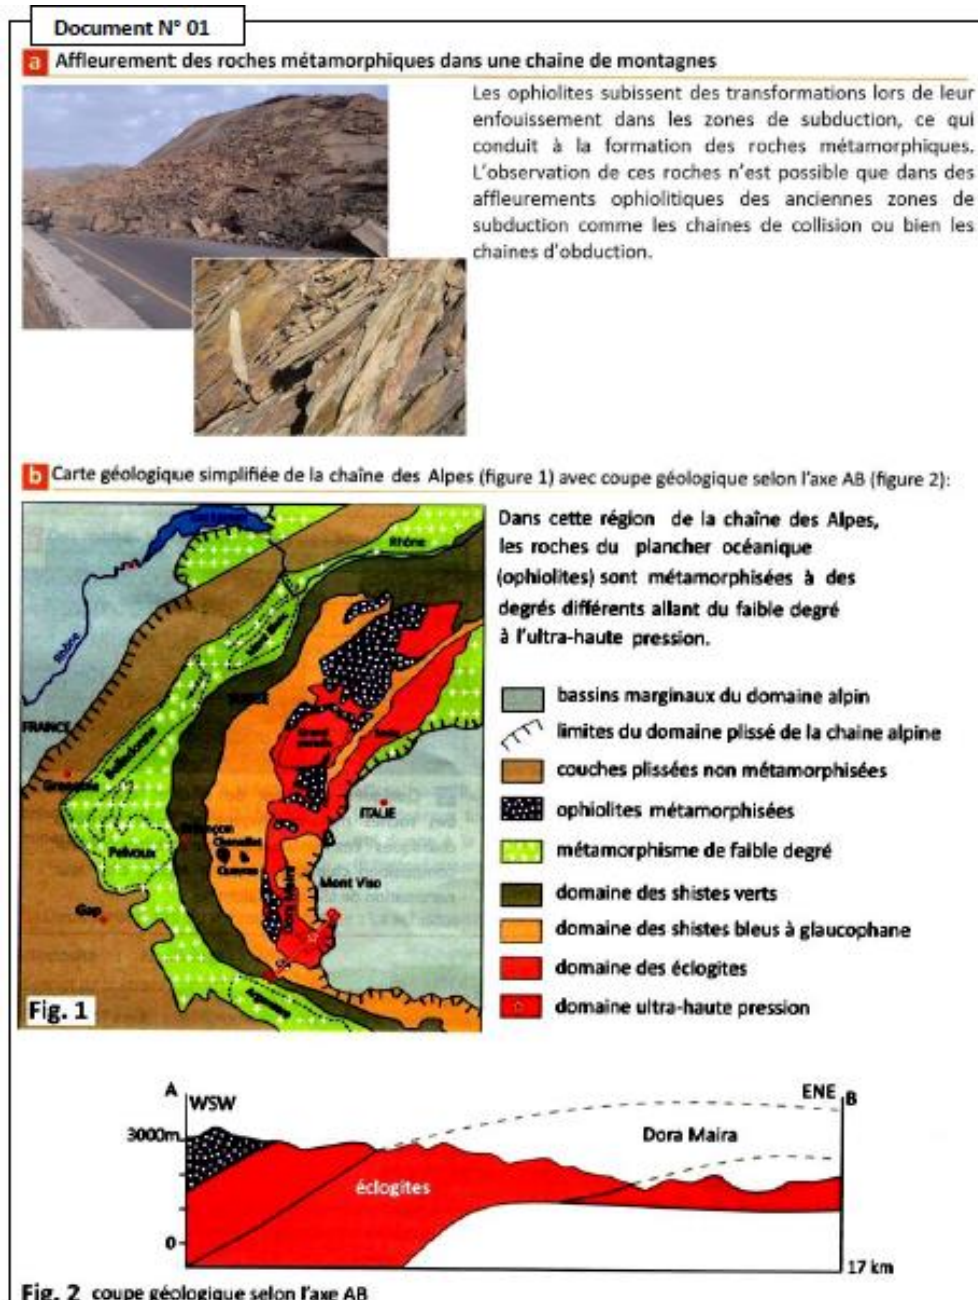 Document N° 01
a Affleurement des roches métamorphiques dans une chaine de montagnes
Les ophiolites subissent des transformations lors de leur
enfouissement dans les zones de subduction, ce qui
conduit à la formation des roches métamorphiques.
L'observation de ces roches n'est possible que dans des
affleurements ophiolitiques des anciennes zones de
subduction comme les chaines de collision ou bien les
chaines d'obduction.
b Carte géologique simplifiée de la chaîne des Alpes (figure 1) avec coupe géologique selon l'axe AB (figure 2):
Dans cette région de la chaîne des Alpes,
les roches du plancher océanique
(ophiolites) sont métamorphisées à des
degrés différents allant du faible degré
à l'ultra-haute pression.
bassins marginaux du domaine alpin
limites du domaine plissé de la chaine alpine
couches plissées non métamorphisées
ophiolites métamorphisées
métamorphisme de faible degré
domaine des shistes verts
domaine des shistes bleus à glaucophane
domaine des éclogites
domaine ultra-haute pression
Rhône
Rhône
FRANCE
Belledonne
Grenoble
ITALIE
Briançon
Chenaillet
Queyras
Pelvoux
Mont Viso
Dora Maira
Gap
Argentera
Fig. 1
A
WSW
ENE B
3000m
Dora Maira
éclogites
0
17 km
Fig. 2 coupe géologique selon l'axe AB